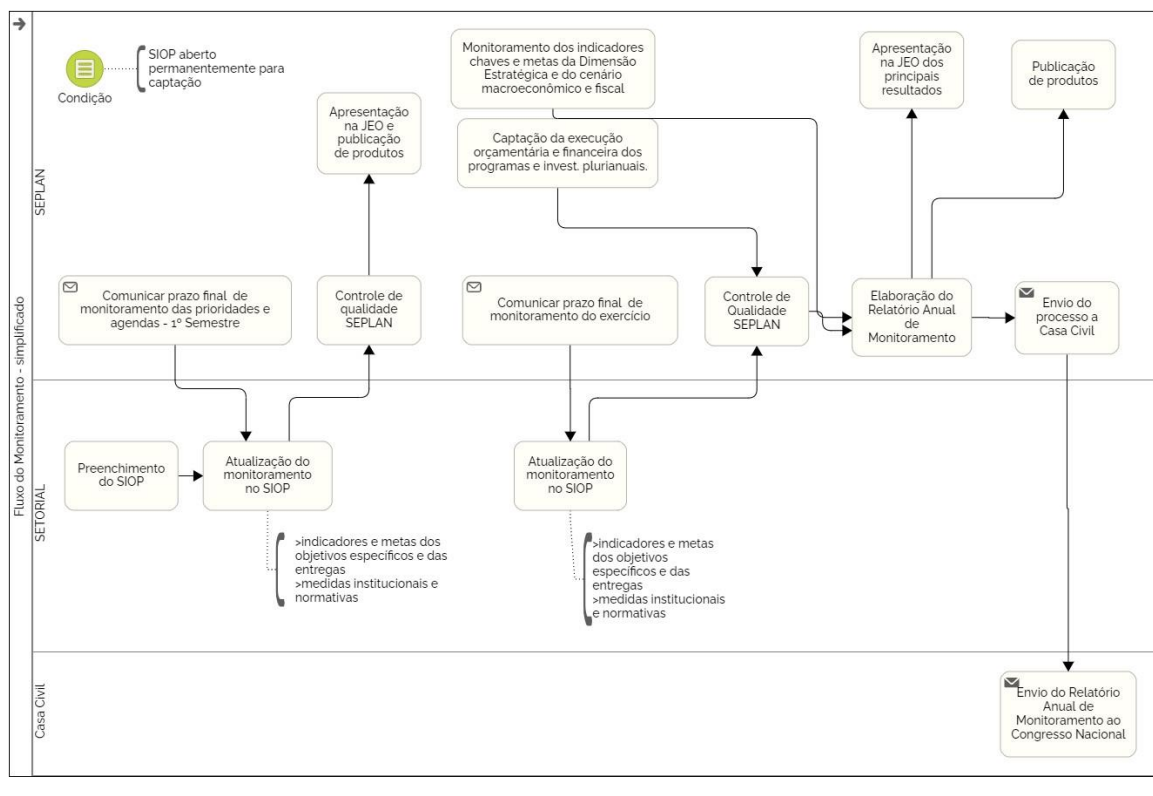 Fluxo do Monitoramento - simplificado
SEPLAN
Condição
SIOP aberto
permanentemente para
captação
Apresentação
na JEO e
publicação
de produtos
Monitoramento dos indicadores
chaves e metas da Dimensão
Estratégica e do cenário
macroeconômico e fiscal
Captação da execução
orçamentária e financeira dos
programas e invest. plurianuais.
Apresentação
na JEO dos
principais
resultados
Publicação
de produtos
Comunicar prazo final de
monitoramento das prioridades e
agendas - 1º Semestre
Controle de
qualidade
SEPLAN
Comunicar prazo final de
monitoramento do exercício
Controle de
Qualidade
SEPLAN
Elaboração do
Relatório Anual
de
Monitoramento
Envio do
processo a
Casa Civil
SETORIAL
Preenchimento
do SIOP
Atualização do
monitoramento
no SIOP
>indicadores e metas dos
objetivos específicos e das
entregas
>medidas institucionais e
normativas
Atualização do
monitoramento
no SIOP
>indicadores e metas
dos objetivos
específicos e das
entregas
>medidas institucionais
e normativas
Casa Civil
Envio do Relatório
Anual de
Monitoramento ao
Congresso Nacional